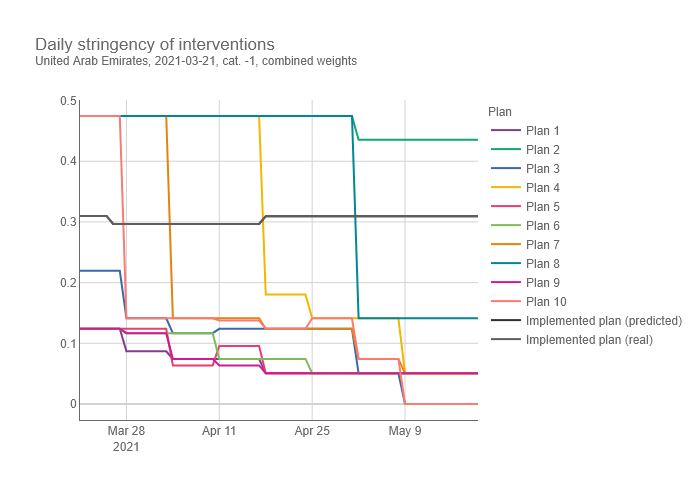 Daily stringency of interventions
United Arab Emirates, 2021-03-21, cat. -1, combined weights
0.5
0.4
0.3
0.2
0.1
0
Mar 28
2021
Apr 11
Apr 25
May 9
Plan
Plan 1
Plan 2
Plan 3
Plan 4
Plan 5
Plan 6
Plan 7
Plan 8
Plan 9
Plan 10
Implemented plan (predicted)
Implemented plan (real)